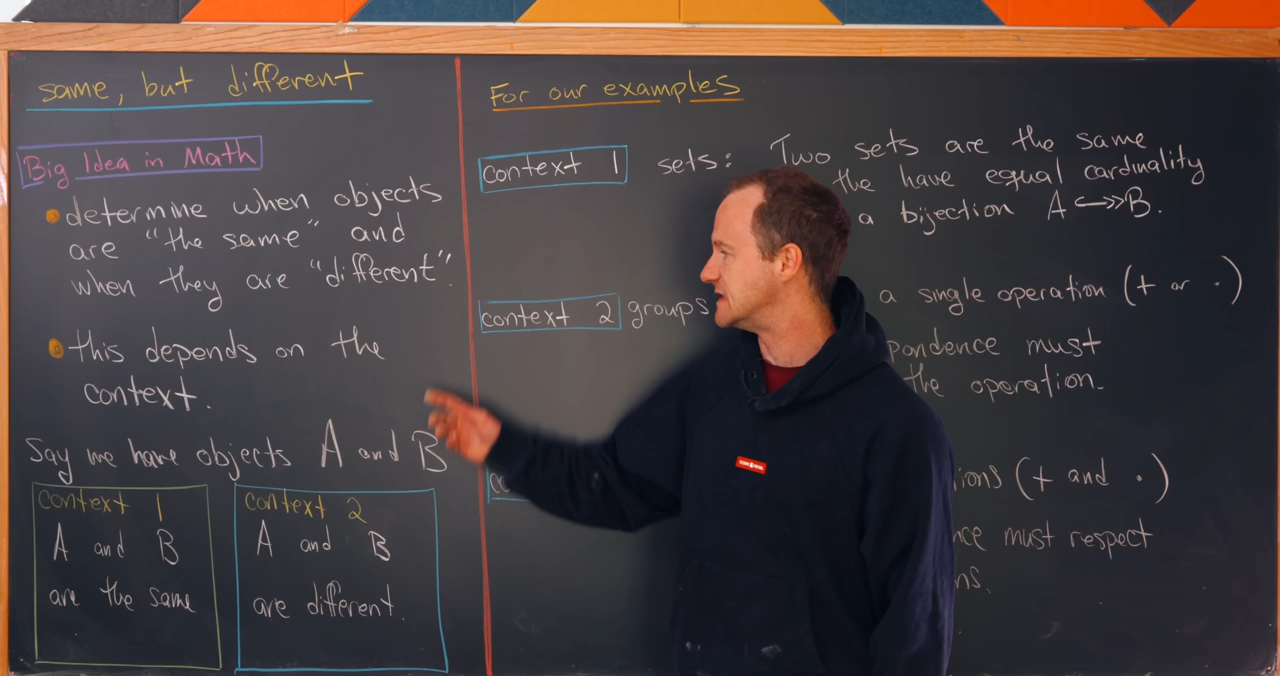 same, but different
Big Idea in Math
determine when objects
are "the same" and
when they are "different".
this depends on the
context.
Say we have objects A and B
context 1
A and B
are the same
context 2
A and B
are different.
For our examples
context 1 sets: Two sets are the same
the have equal cardinality
a bijection A ⟷» B.
context 2 groups a single operation (+ or ·)
pondence must
the operation.
ions (+ and ·)
nce must respect
ns.